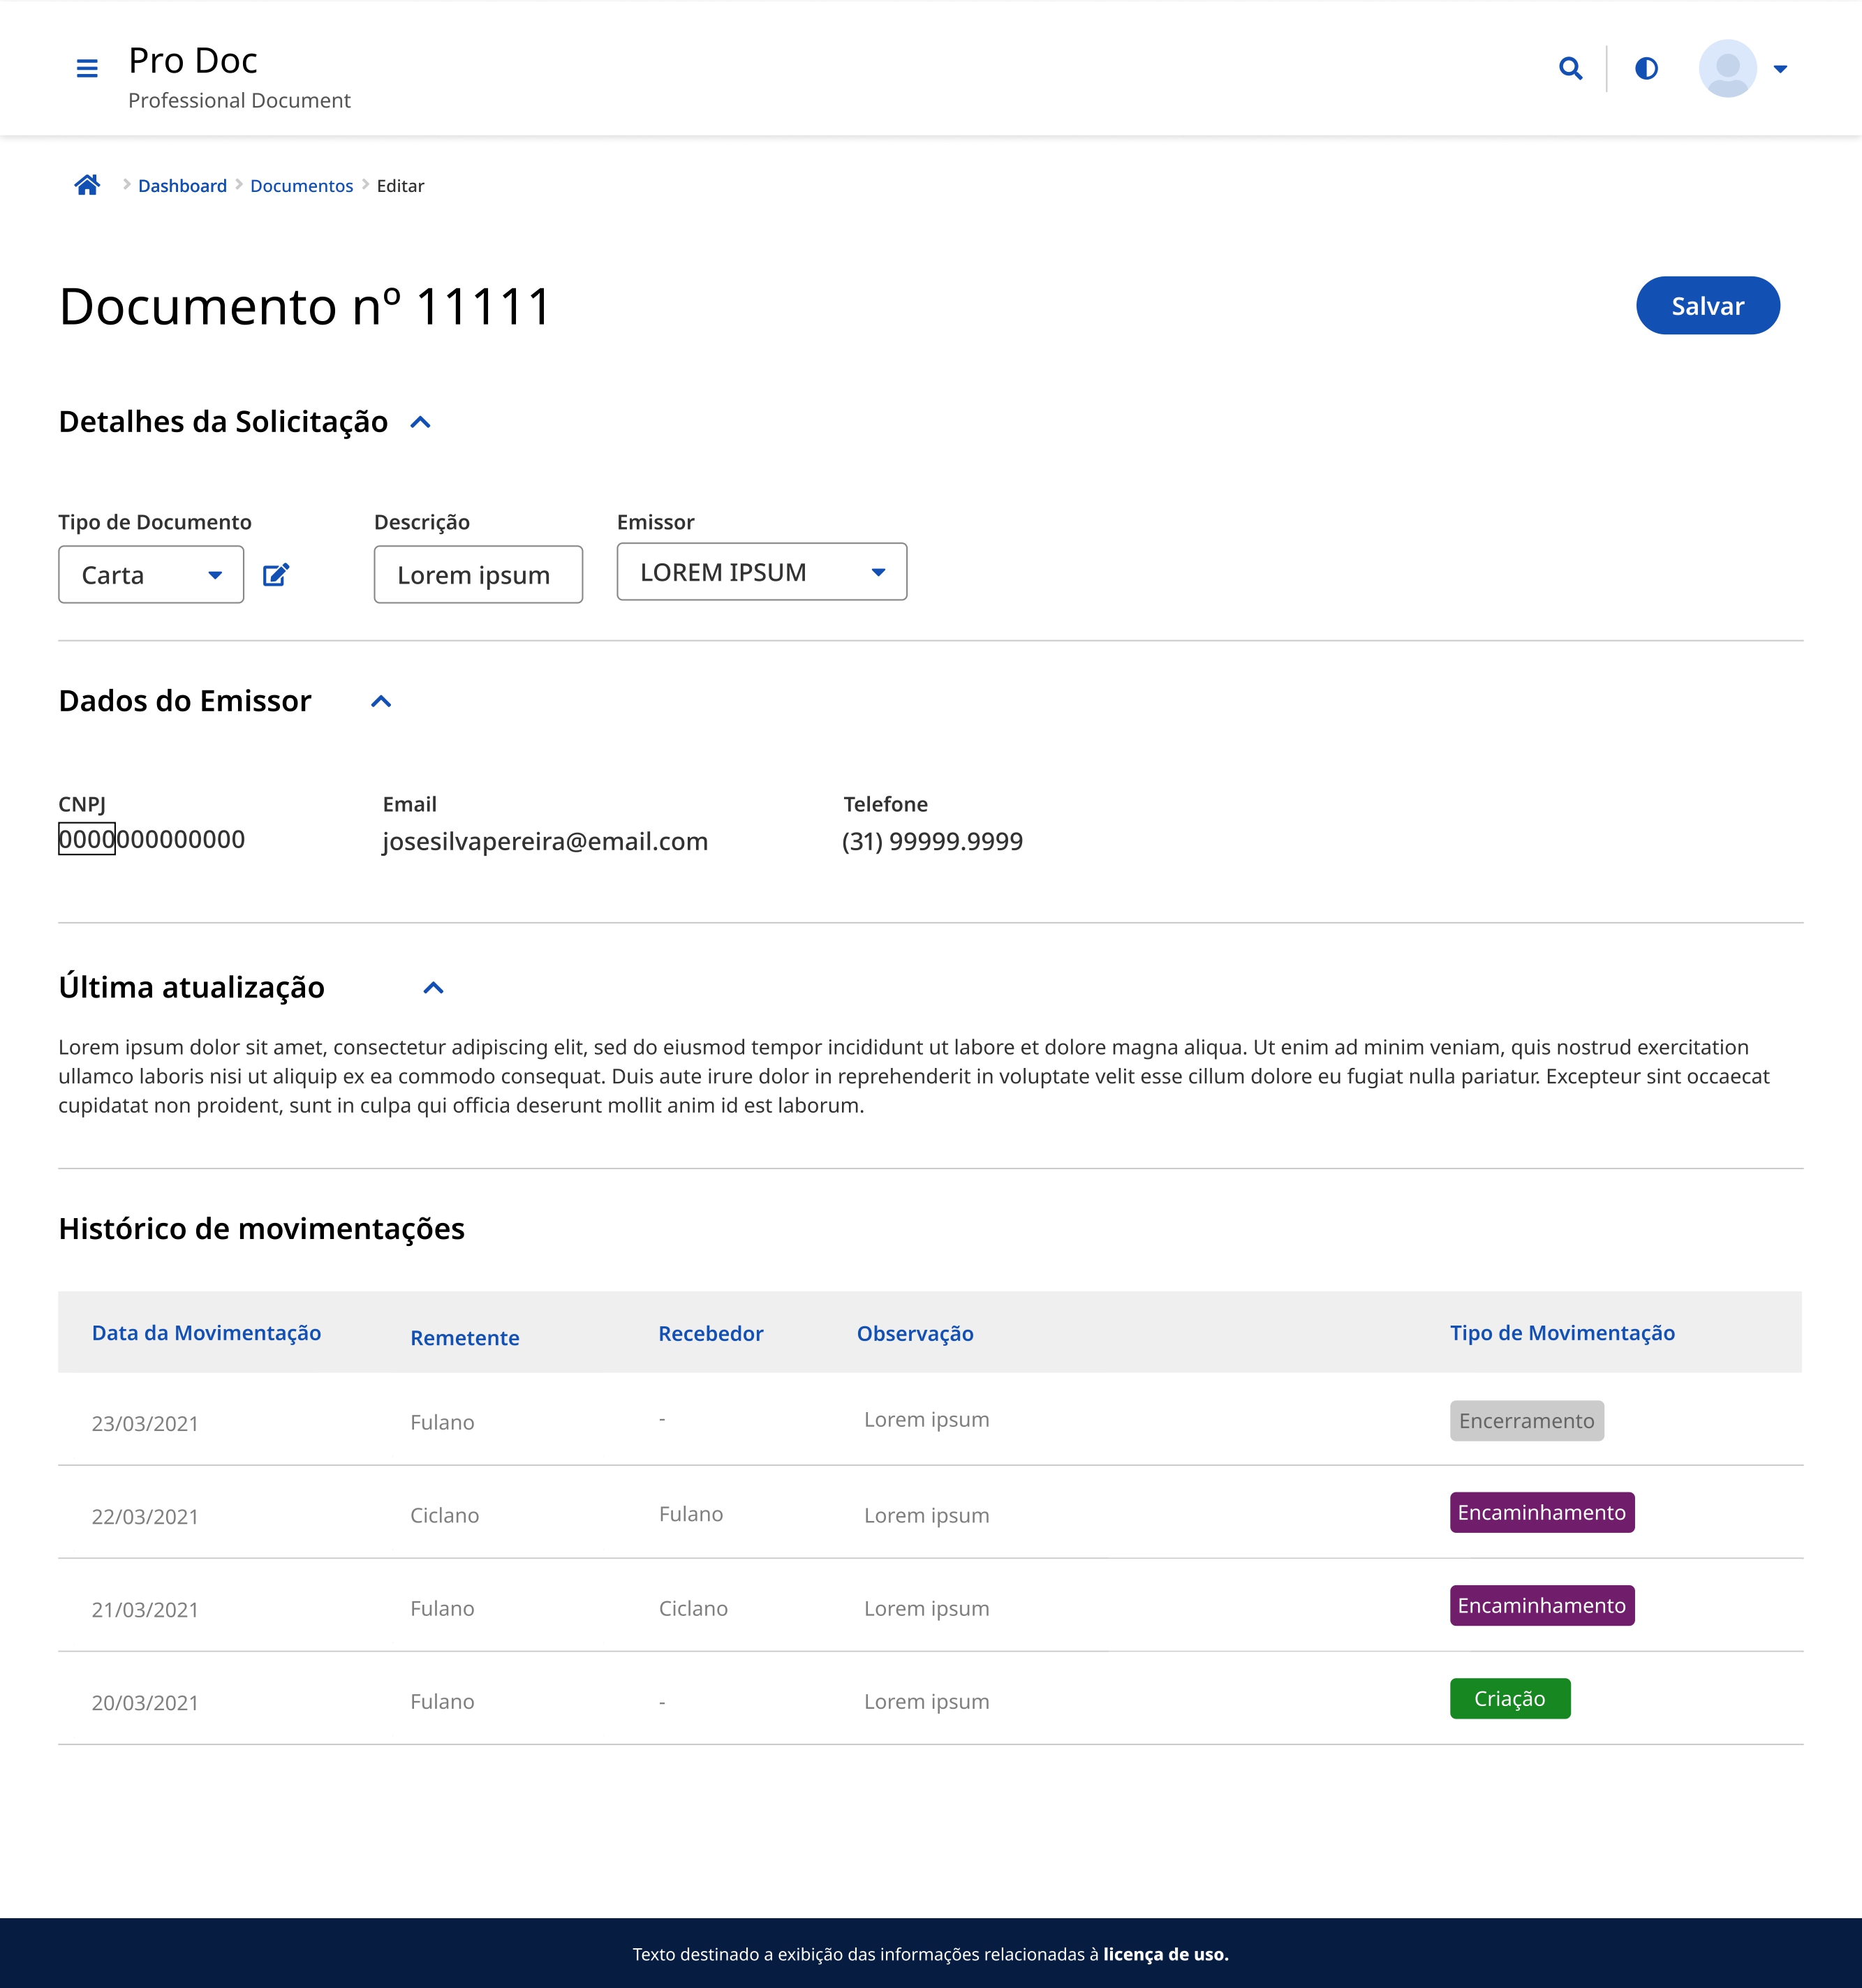 Pro Doc
Professional Document
Dashboard Documentos Editar
Documento nº 11111
Salvar
Detalhes da Solicitação
Tipo de Documento Descrição Emissor
Carta Lorem ipsum LOREM IPSUM
Dados do Emissor
CNPJ Email Telefone
0000000000000 josesilvapereira@email.com (31) 99999.9999
Última atualização
Lorem ipsum dolor sit amet, consectetur adipiscing elit, sed do eiusmod tempor incididunt ut labore et dolore magna aliqua. Ut enim ad minim veniam, quis nostrud exercitation
ullamco laboris nisi ut aliquip ex ea commodo consequat. Duis aute irure dolor in reprehenderit in voluptate velit esse cillum dolore eu fugiat nulla pariatur. Excepteur sint occaecat
cupidatat non proident, sunt in culpa qui officia deserunt mollit anim id est laborum.
Histórico de movimentações
Data da Movimentação Remetente Recebedor Observação Tipo de Movimentação
23/03/2021 Fulano - Lorem ipsum Encerramento
22/03/2021 Ciclano Fulano Lorem ipsum Encaminhamento
21/03/2021 Fulano Ciclano Lorem ipsum Encaminhamento
20/03/2021 Fulano - Lorem ipsum Criação
Texto destinado a exibição das informações relacionadas à licença de uso.